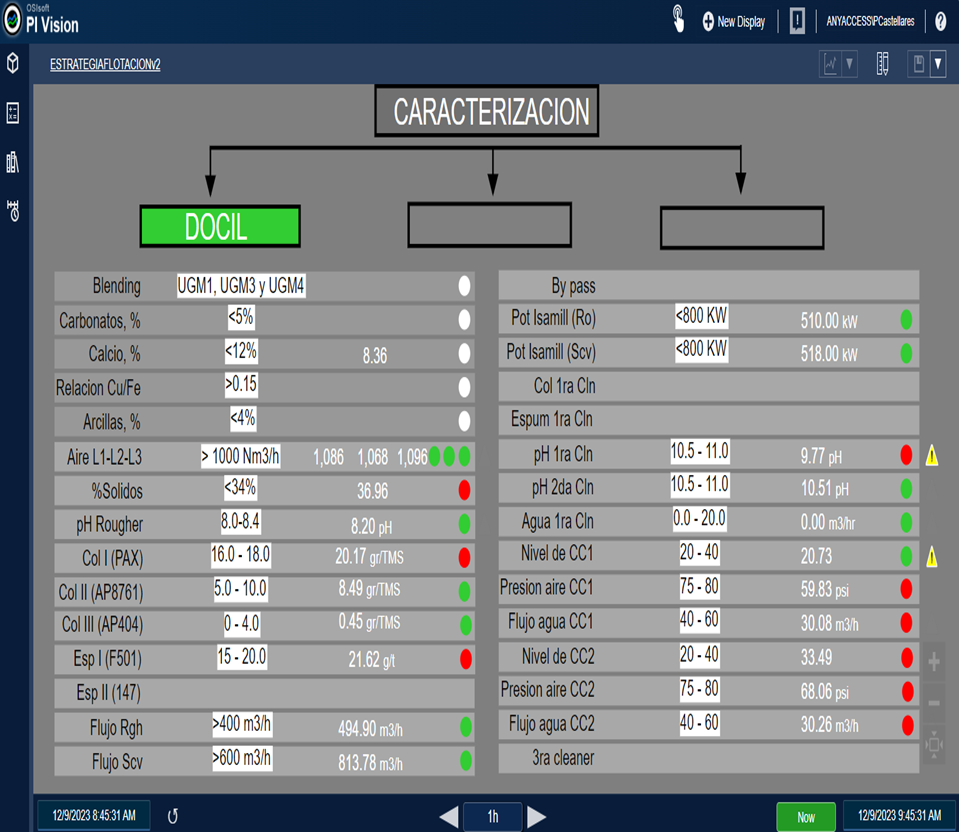 OSIsoft
PI Vision
New Display
ANYACCESS\PCastellares
ESTRATEGIAFLOTACIONv2
CARACTERIZACION
DOCIL
Blending UGM1, UGM3 y UGM4
Carbonatos, % <5%
Calcio, % <12% 8.36
Relacion Cu/Fe >0.15
Arcillas, % <4%
Aire L1-L2-L3 > 1000 Nm3/h 1,086 1,068 1,096
%Solidos <34% 36.96
pH Rougher 8.0-8.4 8.20 pH
Col I (PAX) 16.0 - 18.0 20.17 gr/TMS
Col II (AP8761) 5.0 - 10.0 8.49 gr/TMS
Col III (AP404) 0 - 4.0 0.45 gr/TMS
Esp I (F501) 15 - 20.0 21.62 g/t
Esp II (147)
Flujo Rgh >400 m3/h 494.90 m3/h
Flujo Scv >600 m3/h 813.78 m3/h
By pass
Pot Isamill (Ro) <800 KW 510.00 kW
Pot Isamill (Scv) <800 KW 518.00 kW
Col 1ra Cln
Espum 1ra Cln
pH 1ra Cln 10.5 - 11.0 9.77 pH
pH 2da Cln 10.5 - 11.0 10.51 pH
Agua 1ra Cln 0.0 - 20.0 0.00 m3/hr
Nivel de CC1 20 - 40 20.73
Presion aire CC1 75 - 80 59.83 psi
Flujo agua CC1 40 - 60 30.08 m3/h
Nivel de CC2 20 - 40 33.49
Presion aire CC2 75 - 80 68.06 psi
Flujo agua CC2 40 - 60 30.26 m3/h
3ra cleaner
12/9/2023 8:45:31 AM
1h
Now
12/9/2023 9:45:31 AM